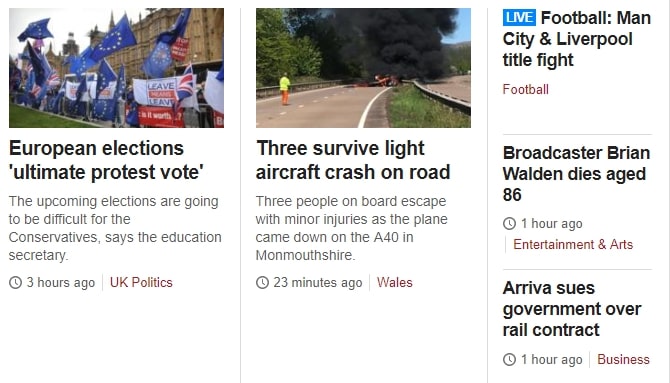 LEAVE
MEANS
LEAVE
is it worth
European elections
'ultimate protest vote'
The upcoming elections are going
to be difficult for the
Conservatives, says the education
secretary.
3 hours ago
UK Politics
Three survive light
aircraft crash on road
Three people on board escape
with minor injuries as the plane
came down on the A40 in
Monmouthshire.
23 minutes ago
Wales
LIVE Football: Man
City & Liverpool
title fight
Football
Broadcaster Brian
Walden dies aged
86
1 hour ago
Entertainment & Arts
Arriva sues
government over
rail contract
1 hour ago
Business